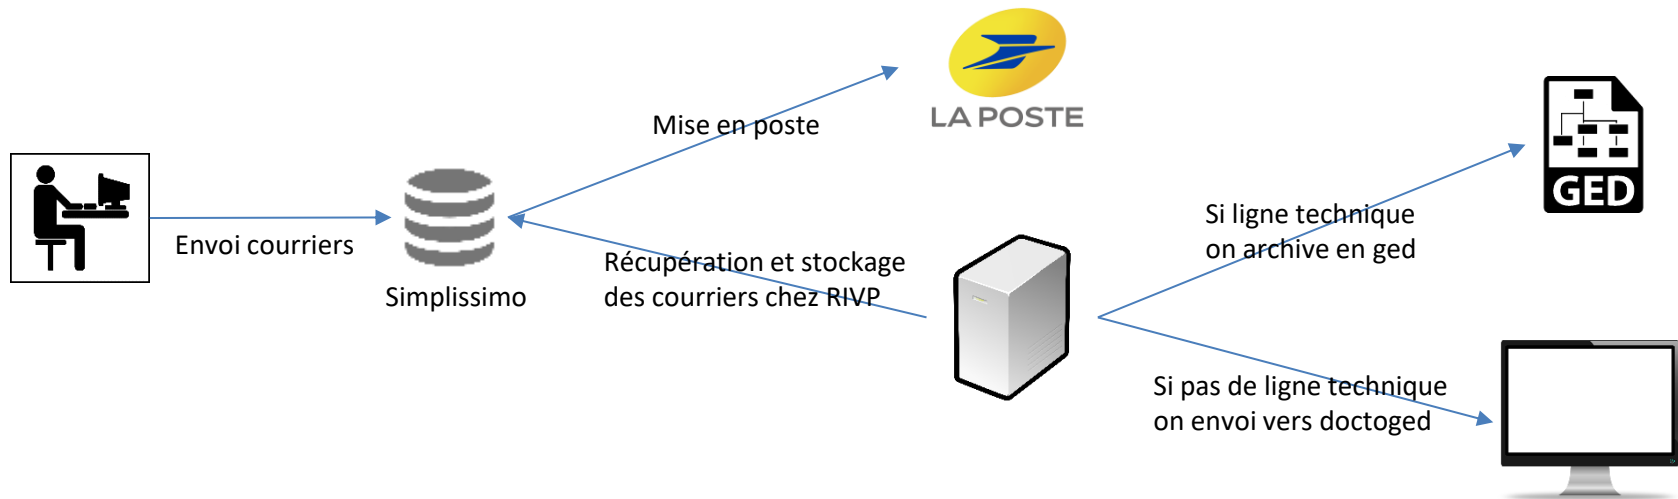 LA POSTE
Mise en poste
GED
Envoi courriers
Simplissimo
Récupération et stockage
des courriers chez RIVP
Si ligne technique
on archive en ged
Si pas de ligne technique
on envoi vers doctoged